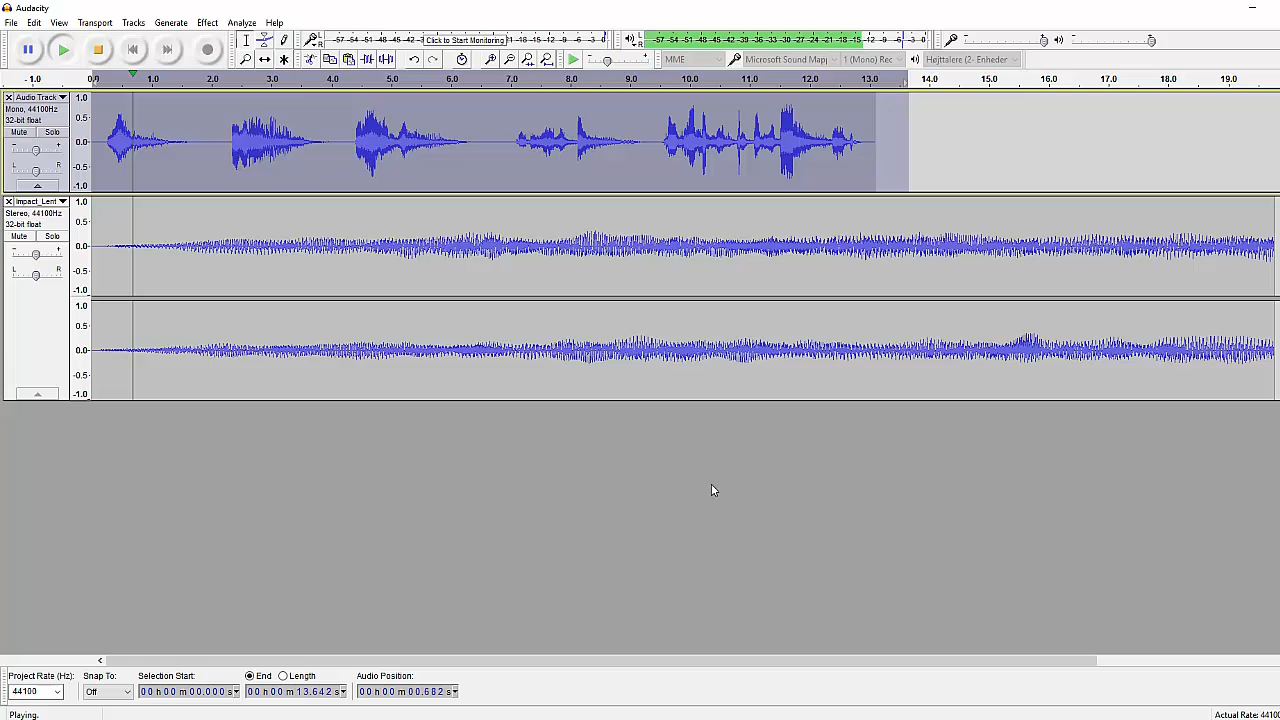 Audacity
File Edit View Transport Tracks Generate Effect Analyze Help
L R -57 -54 -51 -48 -45 -42 -3 Click to Start Monitoring 21 -18 -15 -12 -9 -6 -3 0 L R -57 -54 -51 -48 -45 -42 -39 -36 -33 -30 -27 -24 -21 -18 -15 -12 -9 -6 -3 0 - + - +
- + MME Microsoft Sound Mapp 1 (Mono) Rec Højttalere (2- Enheder
- 1.0 0.0 1.0 2.0 3.0 4.0 5.0 6.0 7.0 8.0 9.0 10.0 11.0 12.0 13.0 14.0 15.0 16.0 17.0 18.0 19.0
Audio Track 1.0
Mono, 44100Hz
32-bit float 0.5
Mute Solo
- + 0.0
L R -0.5
-1.0
Impact_Lent 1.0
Stereo, 44100Hz 0.5
32-bit float
Mute Solo
- + 0.0
L R -0.5
-1.0
1.0
0.5
0.0
-0.5
-1.0
Project Rate (Hz): Snap To: Selection Start: End Length Audio Position:
44100 Off 00 h 00 m 00.000 s 00 h 00 m 13.642 s 00 h 00 m 00.682 s
Playing. Actual Rate: 44100